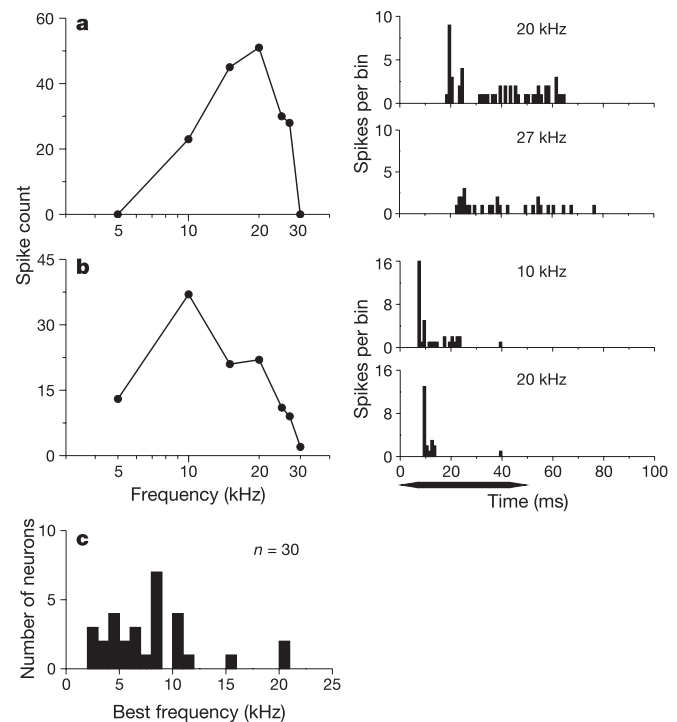 a
Spike count
60
40
20
0
5 10 20 30
20 kHz
Spikes per bin
10
5
0
27 kHz
10
5
0
b
45
30
15
0
5 10 20 30
Frequency (kHz)
10 kHz
Spikes per bin
16
8
0
20 kHz
16
8
0
0 20 40 60 80 100
Time (ms)
c
n = 30
Number of neurons
10
5
0
0 5 10 15 20 25
Best frequency (kHz)